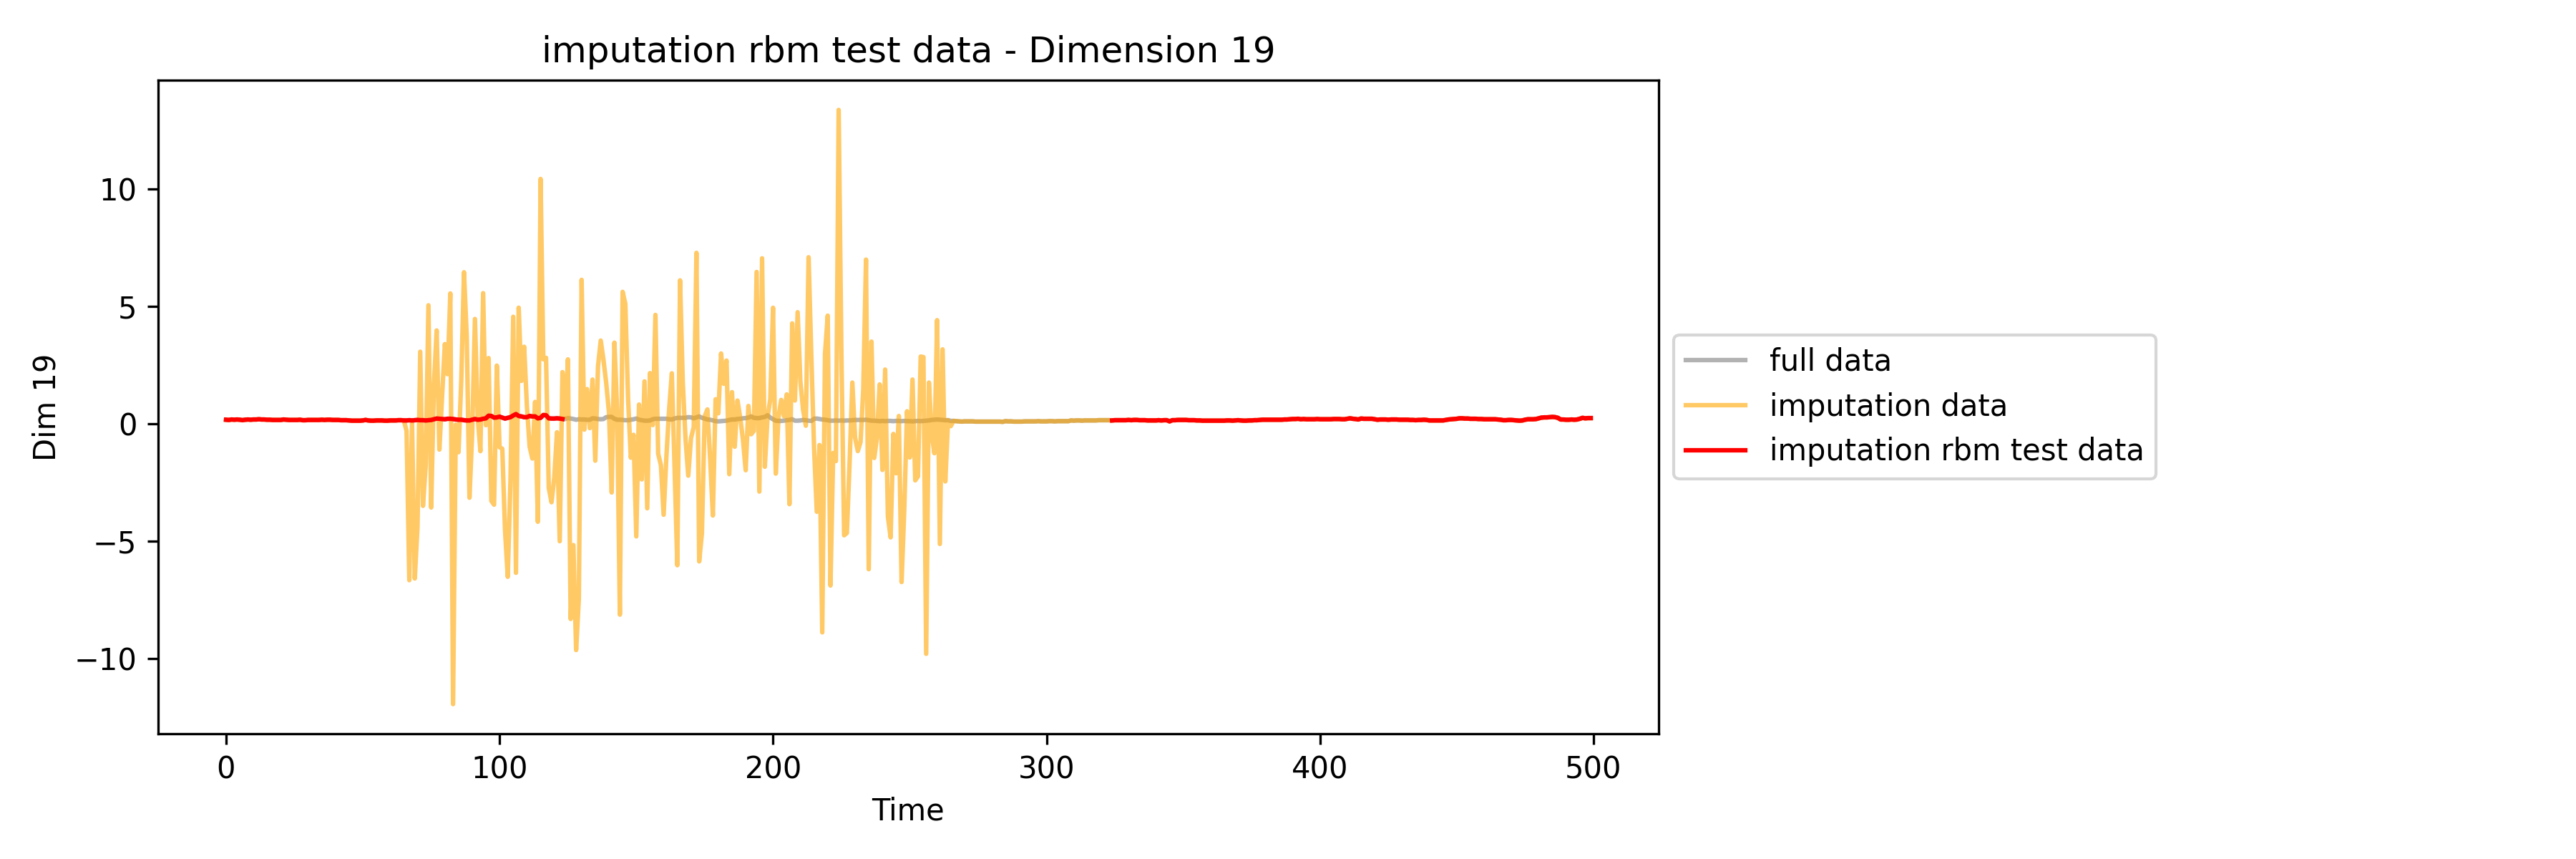 imputation rbm test data - Dimension 19
Dim 19
10
5
0
−5
−10
0 100 200 300 400 500
Time
full data
imputation data
imputation rbm test data